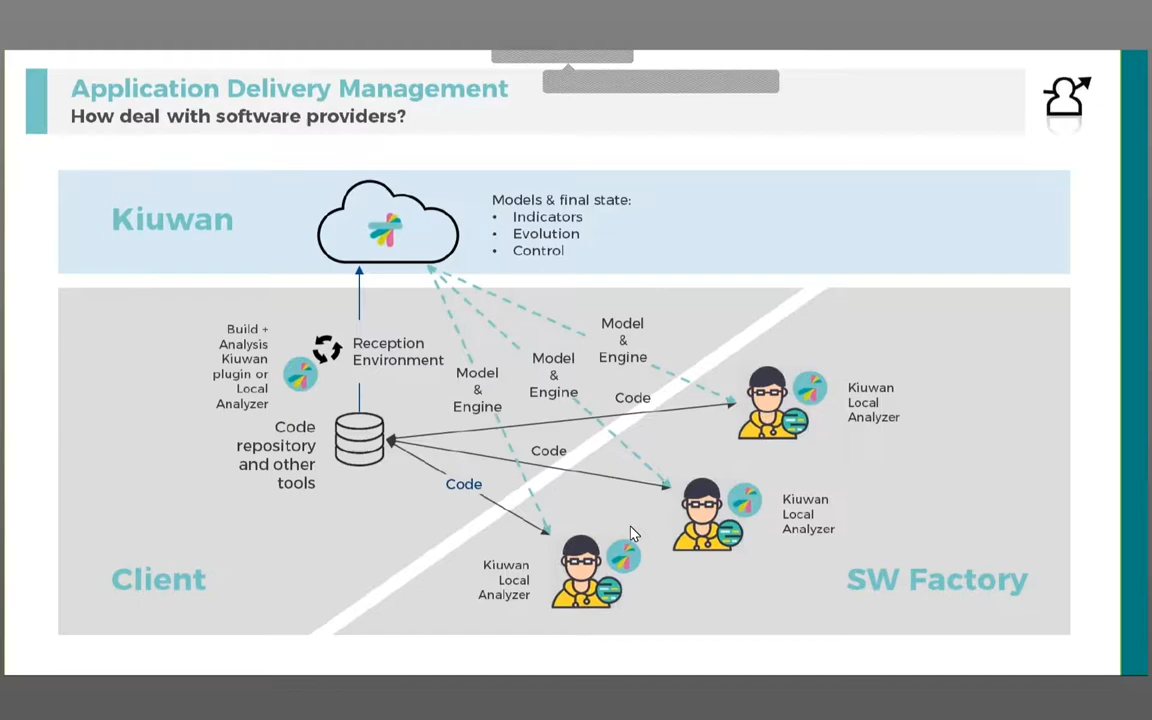 Application Delivery Management
How deal with software providers?
Kiuwan
Models & final state:
• Indicators
• Evolution
• Control
Build +
Analysis
Kiuwan
plugin or
Local
Analyzer
Reception
Environment
Model
&
Engine
Model
&
Engine
Model
&
Engine
Code
Code
Code
Code
repository
and other
tools
Kiuwan
Local
Analyzer
Kiuwan
Local
Analyzer
Kiuwan
Local
Analyzer
Client
SW Factory